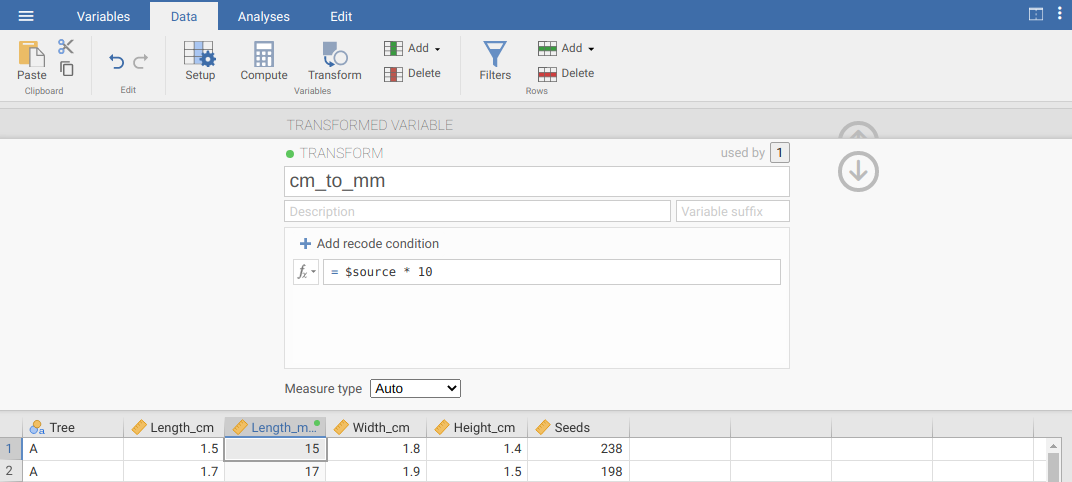 Variables Data Analyses Edit
Paste Setup Compute Transform Add Delete Filters Add Delete
Clipboard Edit Variables Rows
TRANSFORMED VARIABLE
TRANSFORM used by 1
cm_to_mm
Description Variable suffix
Add recode condition
fx = $source * 10
Measure type Auto
a Tree Length_cm Length_m... Width_cm Height_cm Seeds
1 A 1.5 15 1.8 1.4 238
2 A 1.7 17 1.9 1.5 198